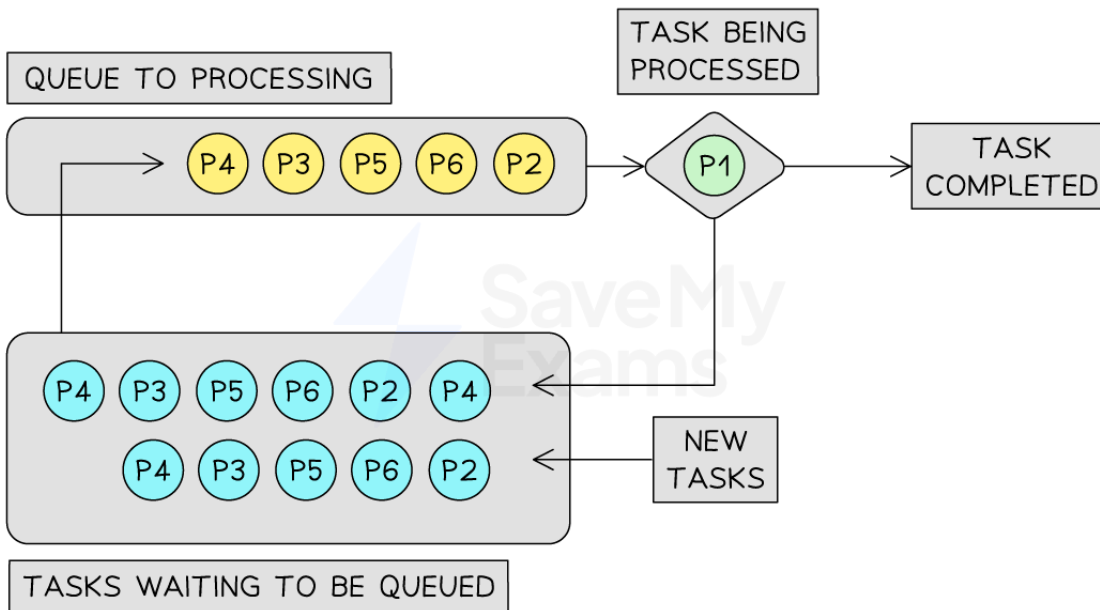 TASK BEING
PROCESSED
QUEUE TO PROCESSING
P4 P3 P5 P6 P2
P1
TASK
COMPLETED
SaveMy
Exams
P4 P3 P5 P6 P2 P4
P4 P3 P5 P6 P2
NEW
TASKS
TASKS WAITING TO BE QUEUED